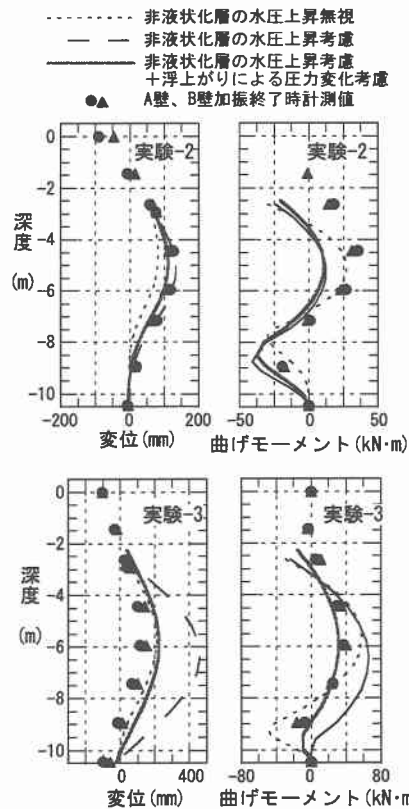 非液状化層の水圧上昇無視
非液状化層の水圧上昇考慮
非液状化層の水圧上昇考慮
＋浮上がりによる圧力変化考慮
A壁、B壁加振終了時計測値
0
-2
-4
-6
-8
-10
深度
(m)
実験-2
-200 0 200
変位(mm)
実験-2
-50 0 50
曲げモーメント(kN·m)
0
-2
-4
-6
-8
-10
深度
(m)
実験-3
0 200 400
変位(mm)
実験-3
-80 0 80
曲げモーメント(kN·m